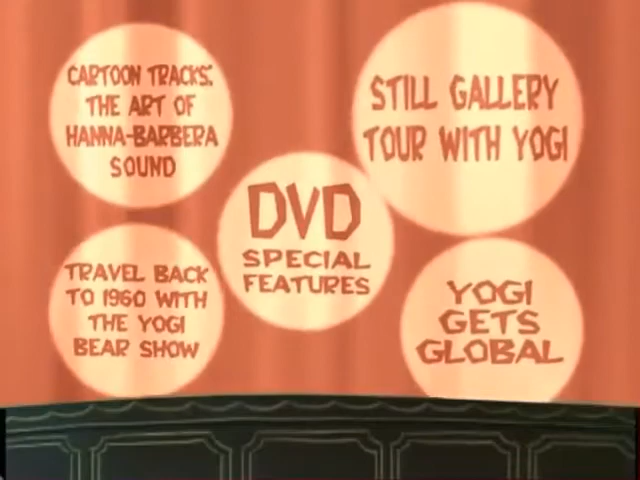 CARTOON TRACKS:
THE ART OF
HANNA-BARBERA
SOUND
STILL GALLERY
TOUR WITH YOGI
DVD
SPECIAL
FEATURES
TRAVEL BACK
TO 1960 WITH
THE YOGI
BEAR SHOW
YOGI
GETS
GLOBAL